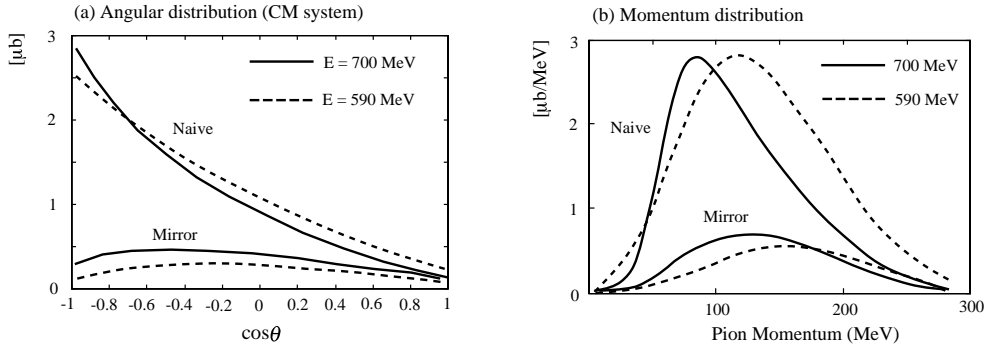 (a) Angular distribution (CM system)
[μb]
3
2
1
0
E = 700 MeV
E = 590 MeV
Naive
Mirror
-1 -0.8 -0.6 -0.4 -0.2 0 0.2 0.4 0.6 0.8 1
cosθ
(b) Momentum distribution
[μb/MeV]
3
2
1
0
700 MeV
590 MeV
Naive
Mirror
100 200 300
Pion Momentum (MeV)